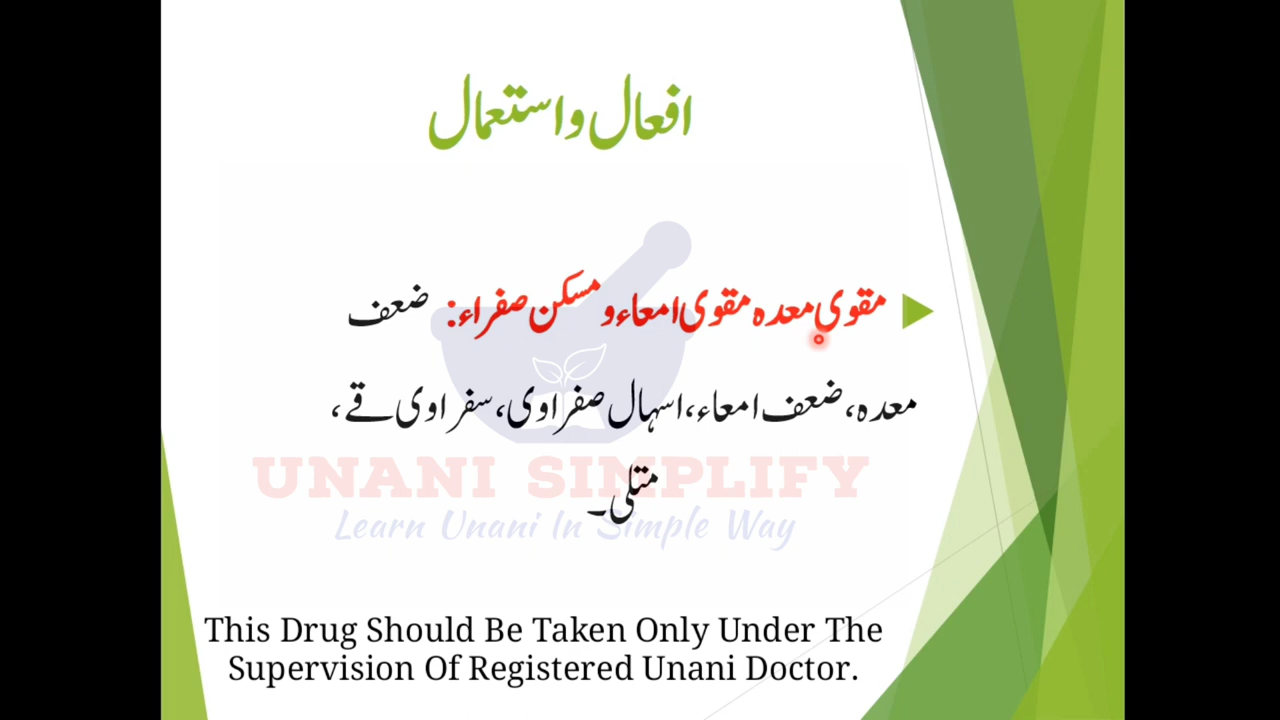 افعال و استعمال
مقویِ معدہ مقوی امعاء و مسکن صفراء: ضعف
معدہ، ضعف امعاء، اسہال صفراوی، سفراوی قے،
متلی۔
UNANI SIMPLIFY
Learn Unani In Simple Way
This Drug Should Be Taken Only Under The
Supervision Of Registered Unani Doctor.